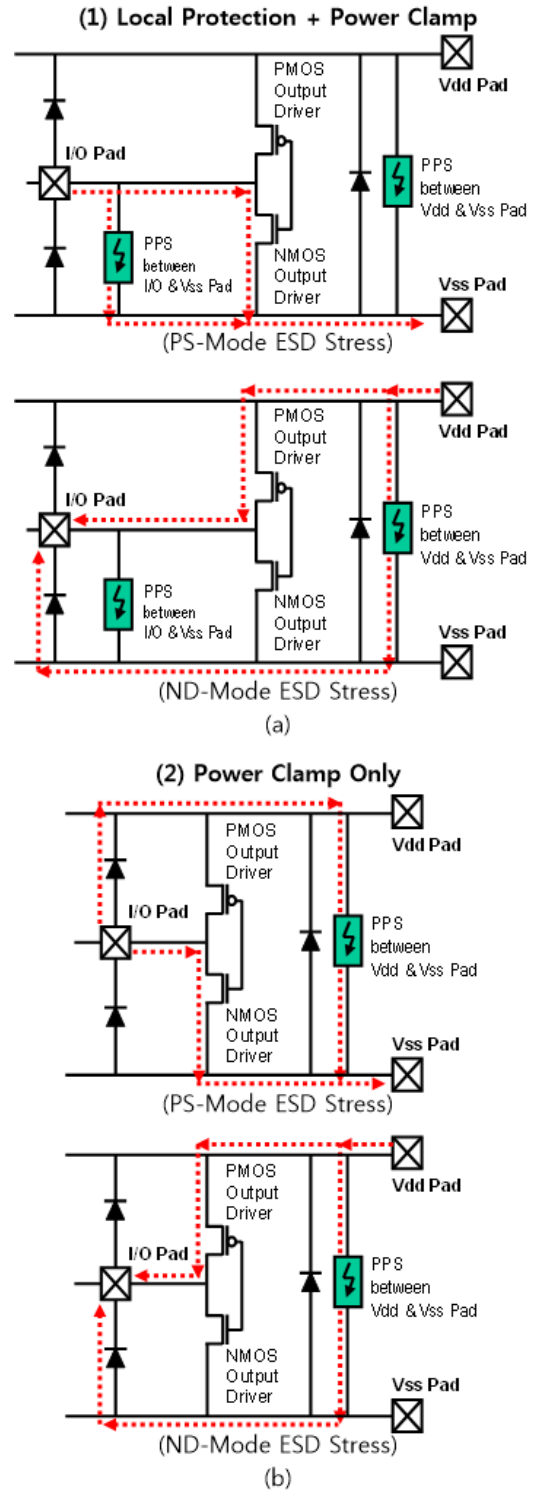 (1) Local Protection + Power Clamp
PMOS
Output
Driver
Vdd Pad
I/O Pad
PPS
between
Vdd & Vss Pad
PPS
between
I/O & Vss Pad
NMOS
Output
Driver
Vss Pad
(PS-Mode ESD Stress)
PMOS
Output
Driver
Vdd Pad
I/O Pad
PPS
between
Vdd & Vss Pad
PPS
between
I/O & Vss Pad
NMOS
Output
Driver
Vss Pad
(ND-Mode ESD Stress)
(a)
(2) Power Clamp Only
PMOS
Output
Driver
Vdd Pad
I/O Pad
PPS
between
Vdd & Vss Pad
NMOS
Output
Driver
Vss Pad
(PS-Mode ESD Stress)
PMOS
Output
Driver
Vdd Pad
I/O Pad
PPS
between
Vdd & Vss Pad
NMOS
Output
Driver
Vss Pad
(ND-Mode ESD Stress)
(b)